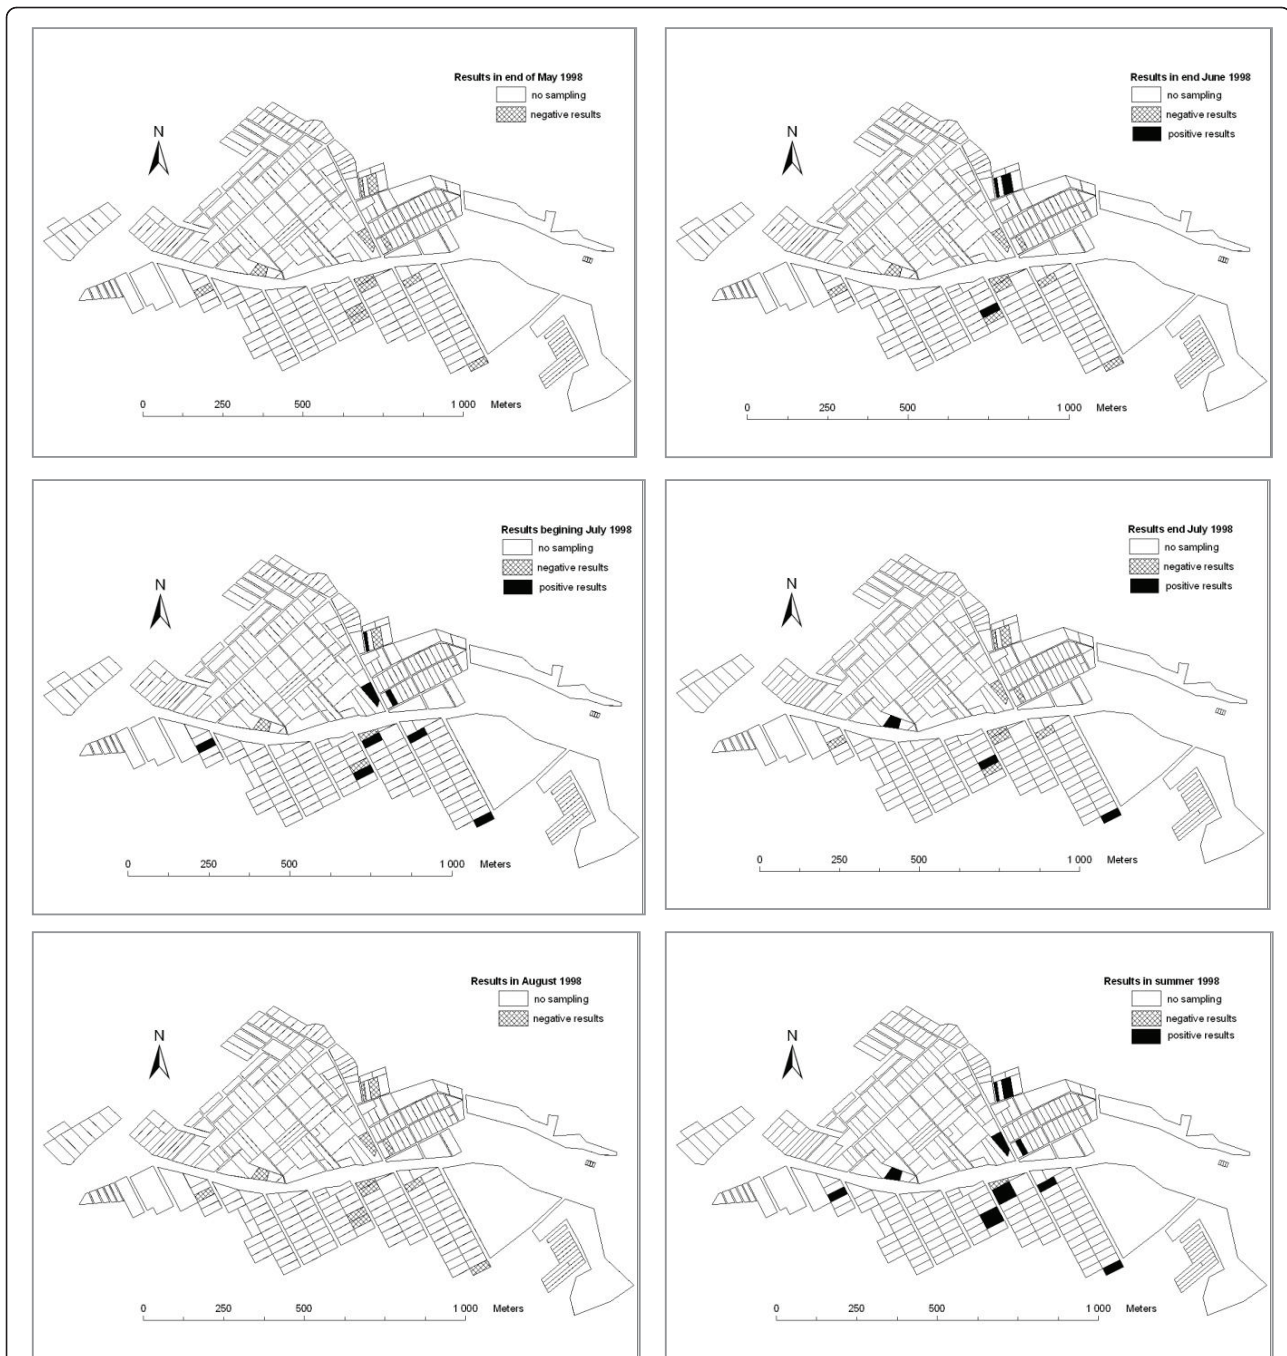 Results in end of May 1998
no sampling
negative results
N
0 250 500 1 000 Meters
Results in end June 1998
no sampling
negative results
positive results
N
0 250 500 1 000 Meters
Results begining July 1998
no sampling
negative results
positive results
N
0 250 500 1 000 Meters
Results end July 1998
no sampling
negative results
positive results
N
0 250 500 1 000 Meters
Results in August 1998
no sampling
negative results
N
0 250 500 1 000 Meters
Results in summer 1998
no sampling
negative results
positive results
N
0 250 500 1 000 Meters